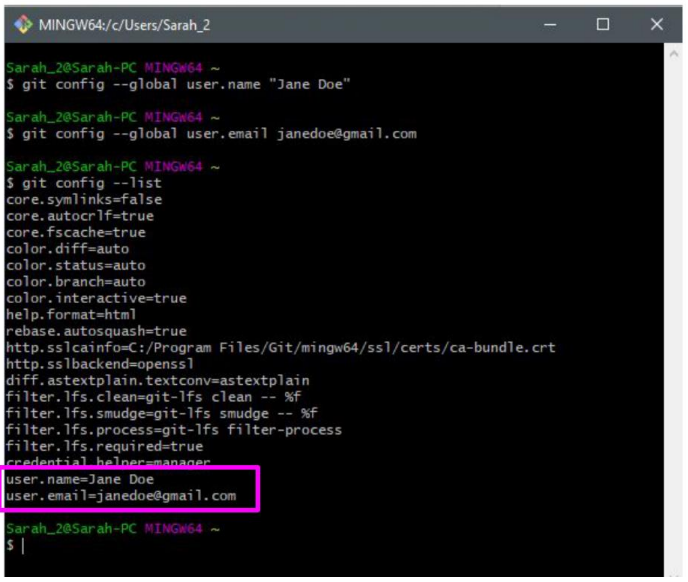 MINGW64:/c/Users/Sarah_2
Sarah_2@Sarah-PC MINGW64 ~
$ git config --global user.name "Jane Doe"
Sarah_2@Sarah-PC MINGW64 ~
$ git config --global user.email janedoe@gmail.com
Sarah_2@Sarah-PC MINGW64 ~
$ git config --list
core.symlinks=false
core.autocrlf=true
core.fscache=true
color.diff=auto
color.status=auto
color.branch=auto
color.interactive=true
help.format=html
rebase.autosquash=true
http.sslcainfo=C:/Program Files/Git/mingw64/ssl/certs/ca-bundle.crt
http.sslbackend=openssl
diff.astextplain.textconv=astextplain
filter.lfs.clean=git-lfs clean -- %f
filter.lfs.smudge=git-lfs smudge -- %f
filter.lfs.process=git-lfs filter-process
filter.lfs.required=true
credential.helper=manager
user.name=Jane Doe
user.email=janedoe@gmail.com
Sarah_2@Sarah-PC MINGW64 ~
$